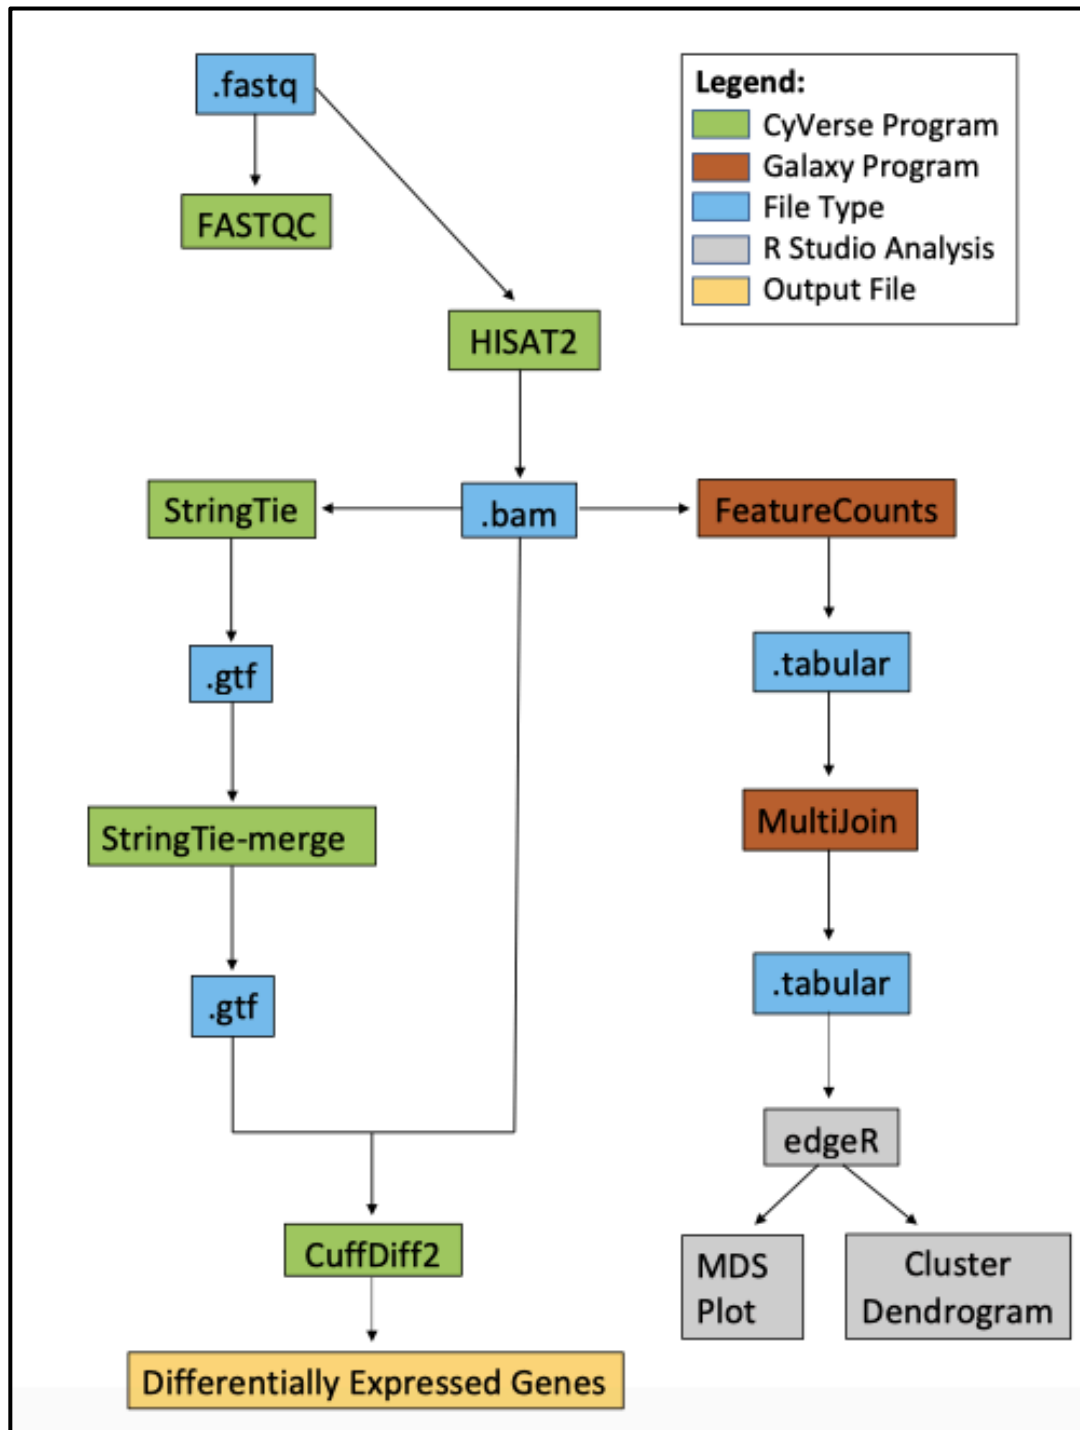 .fastq
Legend:
CyVerse Program
Galaxy Program
File Type
R Studio Analysis
Output File
FASTQC
HISAT2
StringTie
.bam
FeatureCounts
.gtf
.tabular
StringTie-merge
MultiJoin
.gtf
.tabular
edgeR
CuffDiff2
MDS
Plot
Cluster
Dendrogram
Differentially Expressed Genes